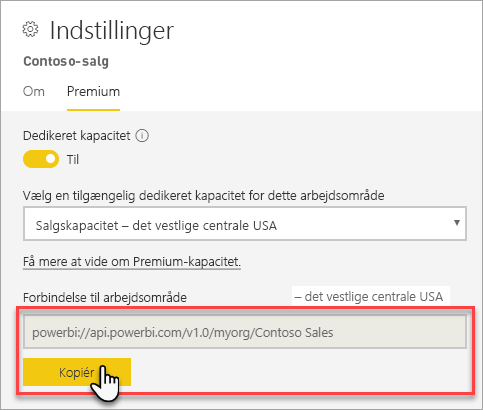 Indstillinger
Contoso-salg
Om Premium
Dedikeret kapacitet
Til
Vælg en tilgængelig dedikeret kapacitet for dette arbejdsområde
Salgskapacitet – det vestlige centrale USA
Få mere at vide om Premium-kapacitet.
Forbindelse til arbejdsområde – det vestlige centrale USA
powerbi://api.powerbi.com/v1.0/myorg/Contoso Sales
Kopiér